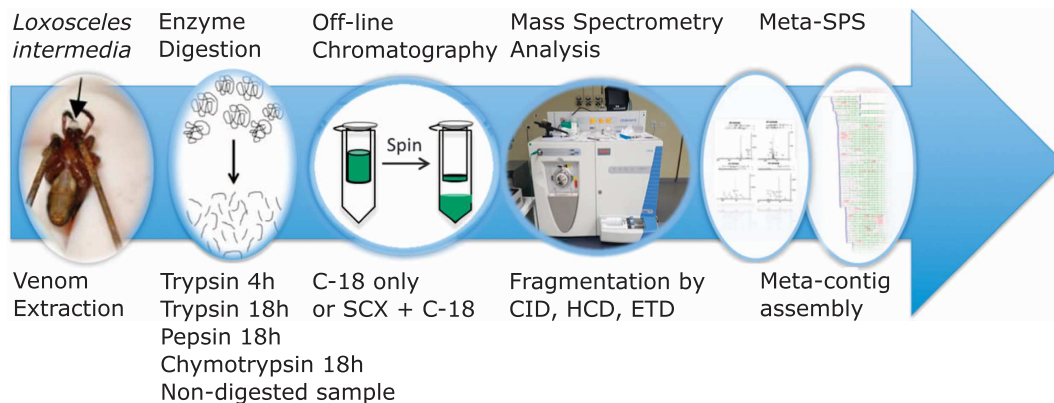 Loxosceles
intermedia
Enzyme
Digestion
Off-line
Chromatography
Mass Spectrometry
Analysis
Meta-SPS
Spin
Venom
Extraction
Trypsin 4h
Trypsin 18h
Pepsin 18h
Chymotrypsin 18h
Non-digested sample
C-18 only
or SCX + C-18
Fragmentation by
CID, HCD, ETD
Meta-contig
assembly